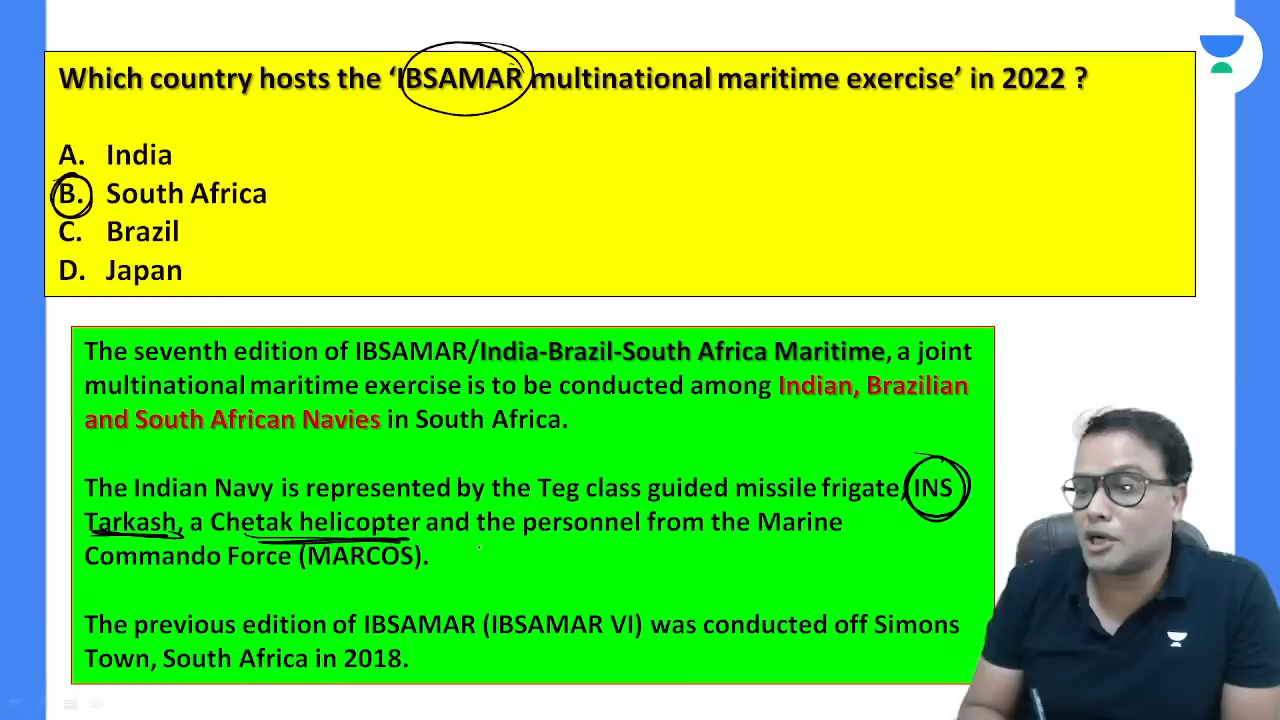 Which country hosts the ‘IBSAMAR multinational maritime exercise’ in 2022 ?
A. India
B. South Africa
C. Brazil
D. Japan
The seventh edition of IBSAMAR/India-Brazil-South Africa Maritime, a joint
multinational maritime exercise is to be conducted among Indian, Brazilian
and South African Navies in South Africa.
The Indian Navy is represented by the Teg class guided missile frigate, INS
Tarkash, a Chetak helicopter and the personnel from the Marine
Commando Force (MARCOS).
The previous edition of IBSAMAR (IBSAMAR VI) was conducted off Simons
Town, South Africa in 2018.